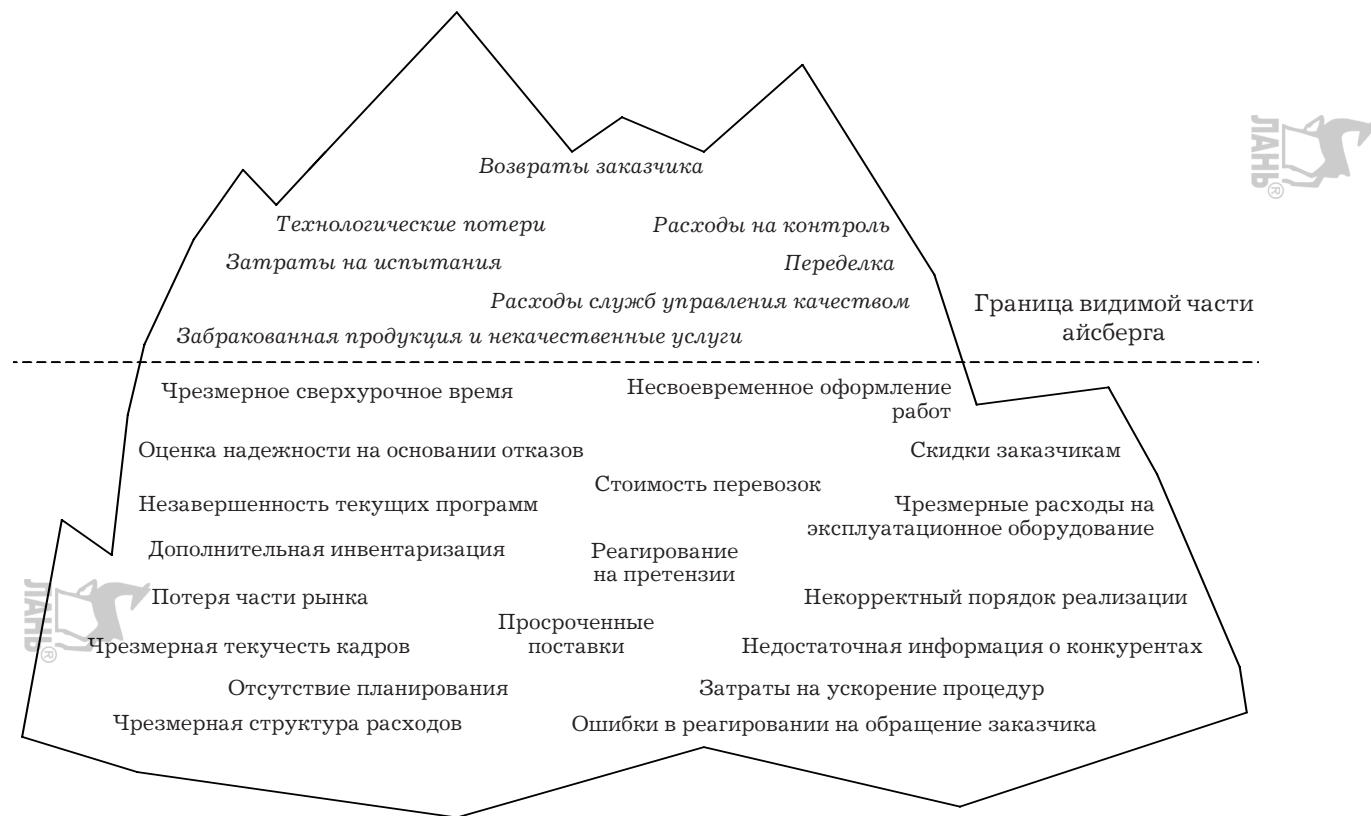 ЛАНЬ®
Возвраты заказчика
Технологические потери
Расходы на контроль
Затраты на испытания
Переделка
Расходы служб управления качеством
Граница видимой части
айсберга
Забракованная продукция и некачественные услуги
Чрезмерное сверхурочное время
Несвоевременное оформление
работ
Оценка надежности на основании отказов
Скидки заказчикам
Стоимость перевозок
Незавершенность текущих программ
Чрезмерные расходы на
эксплуатационное оборудование
Дополнительная инвентаризация
Реагирование
на претензии
ЛАНЬ®
Потеря части рынка
Некорректный порядок реализации
Просроченные
поставки
Чрезмерная текучесть кадров
Недостаточная информация о конкурентах
Отсутствие планирования
Затраты на ускорение процедур
Чрезмерная структура расходов
Ошибки в реагировании на обращение заказчика